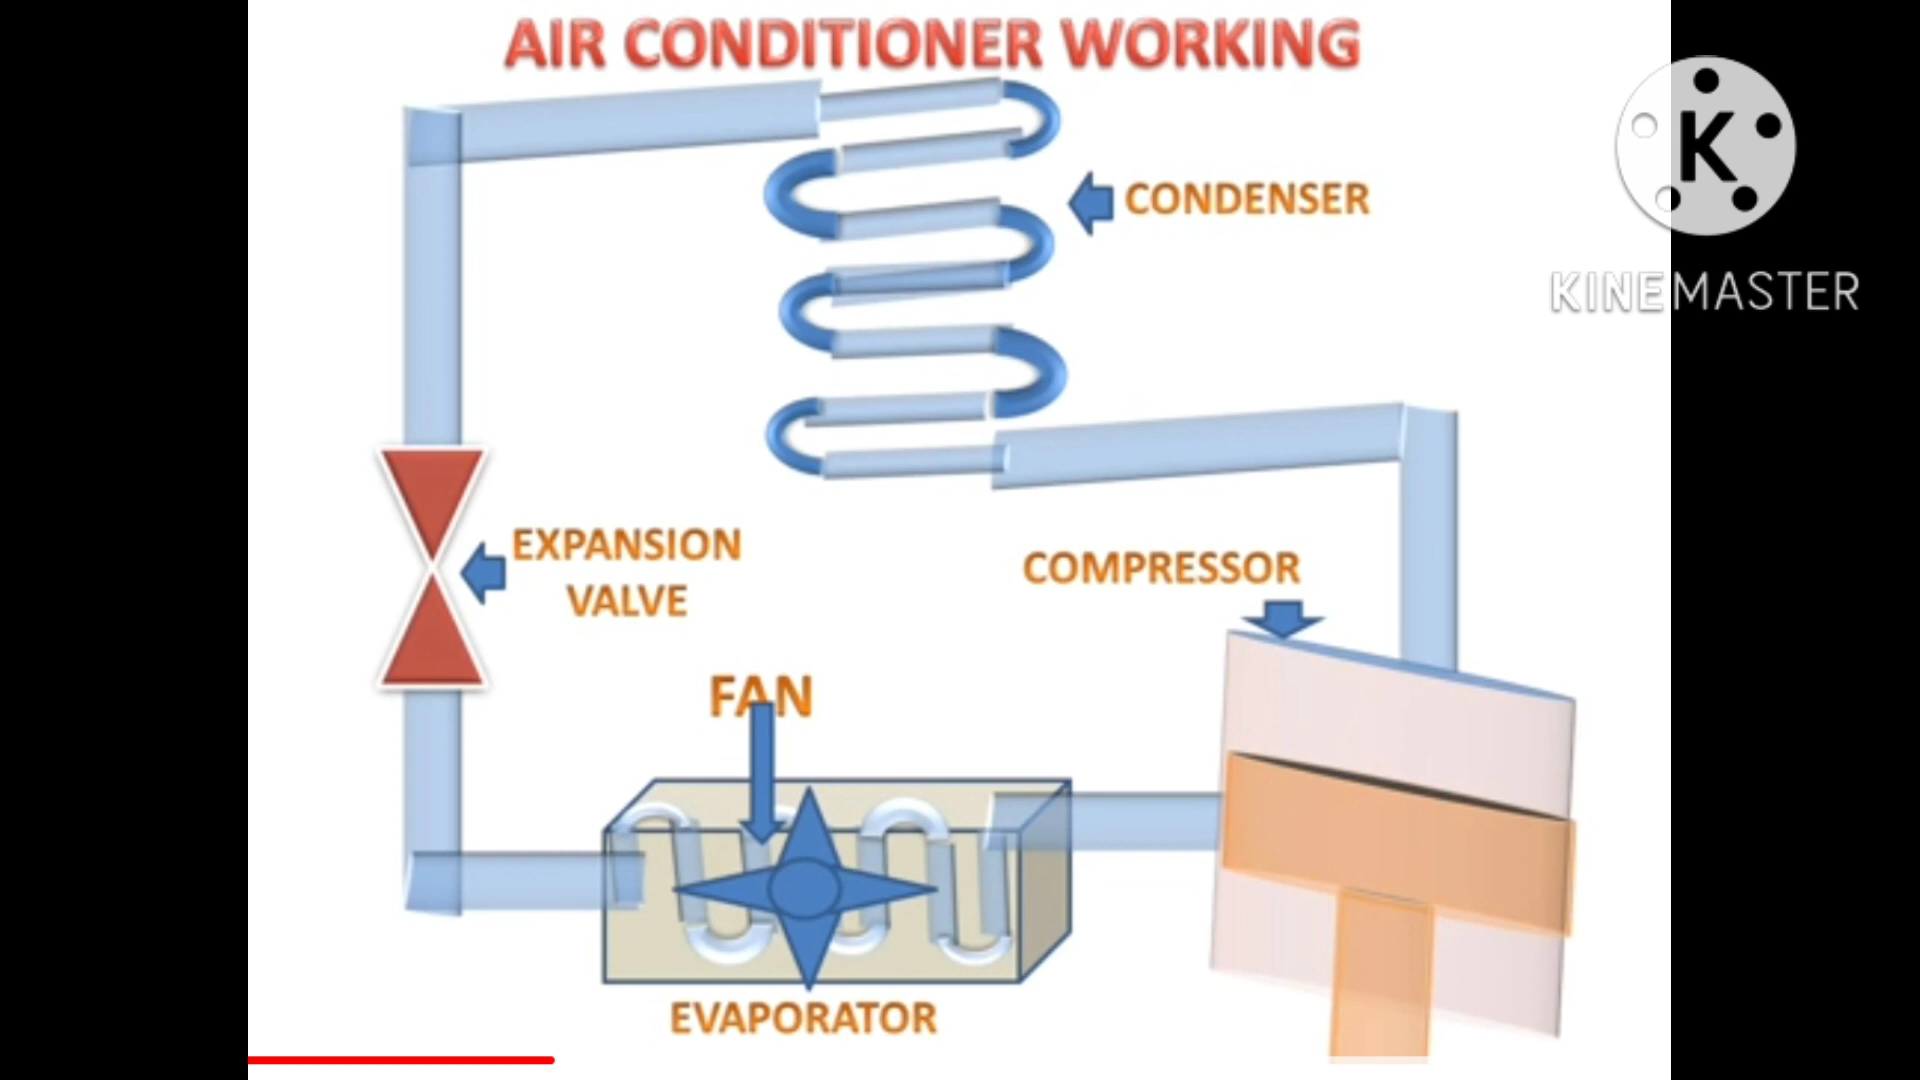 AIR CONDITIONER WORKING
K
KINEMASTER
CONDENSER
EXPANSION
VALVE
COMPRESSOR
FAN
EVAPORATOR